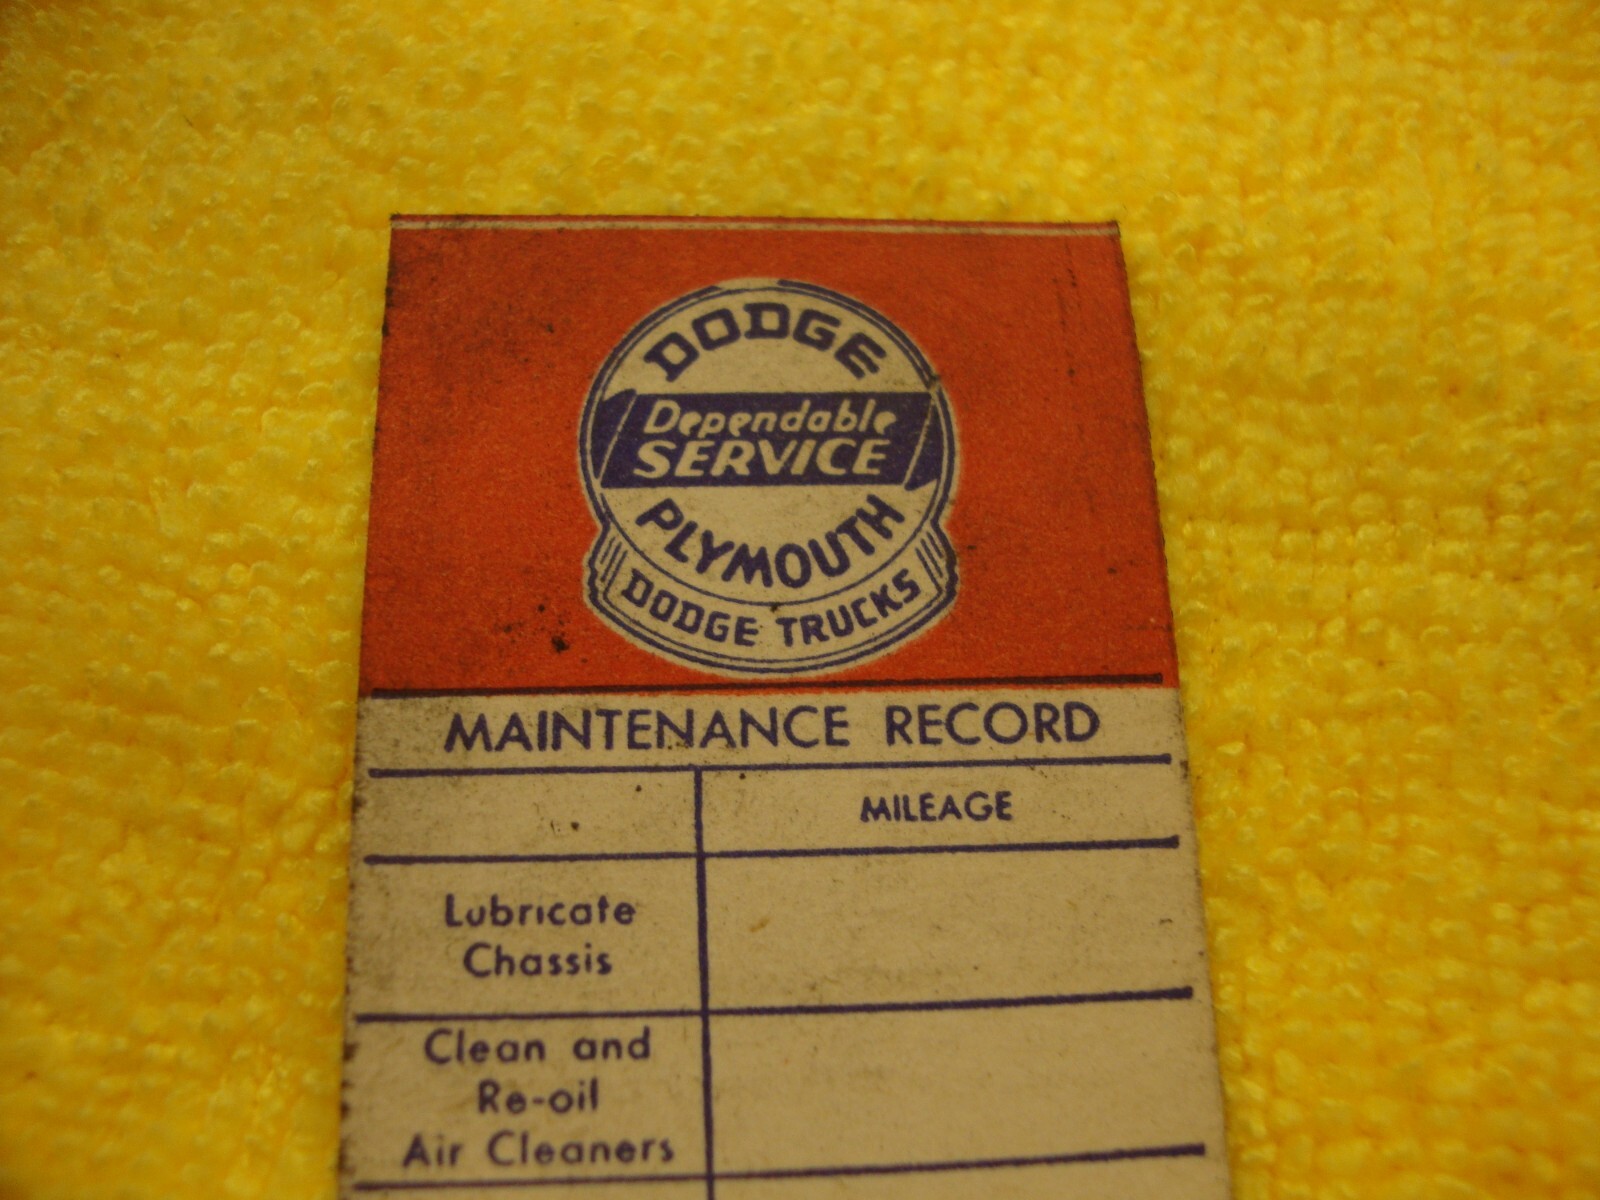 DODGE
Dependable
SERVICE
PLYMOUTH
DODGE TRUCKS
MAINTENANCE RECORD
MILEAGE
Lubricate
Chassis
Clean and
Re-oil
Air Cleaners